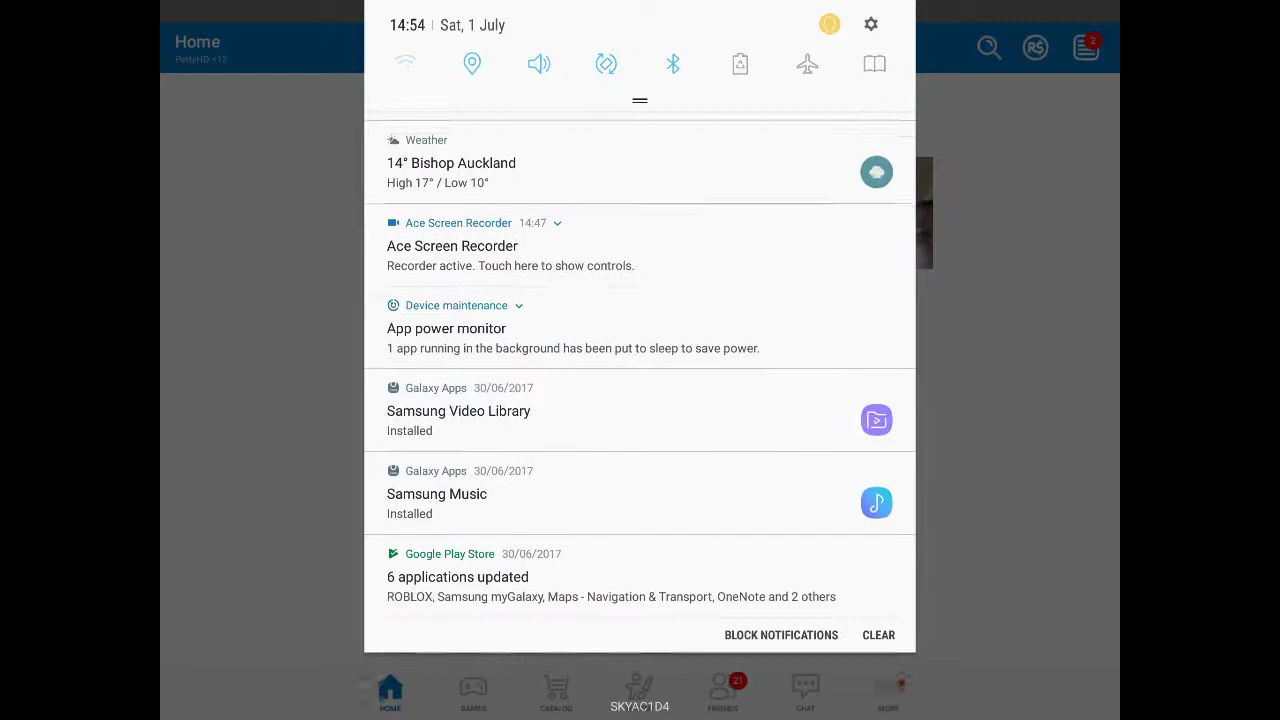 14:54 Sat, 1 July
Home
PattyHD <13
RS
2
Weather
14° Bishop Auckland
High 17° / Low 10°
Ace Screen Recorder 14:47
Ace Screen Recorder
Recorder active. Touch here to show controls.
Device maintenance
App power monitor
1 app running in the background has been put to sleep to save power.
Galaxy Apps 30/06/2017
Samsung Video Library
Installed
Galaxy Apps 30/06/2017
Samsung Music
Installed
Google Play Store 30/06/2017
6 applications updated
ROBLOX, Samsung myGalaxy, Maps - Navigation & Transport, OneNote and 2 others
BLOCK NOTIFICATIONS CLEAR
21
HOME GAMES CATALOG FRIENDS CHAT MORE
SKYAC1D4